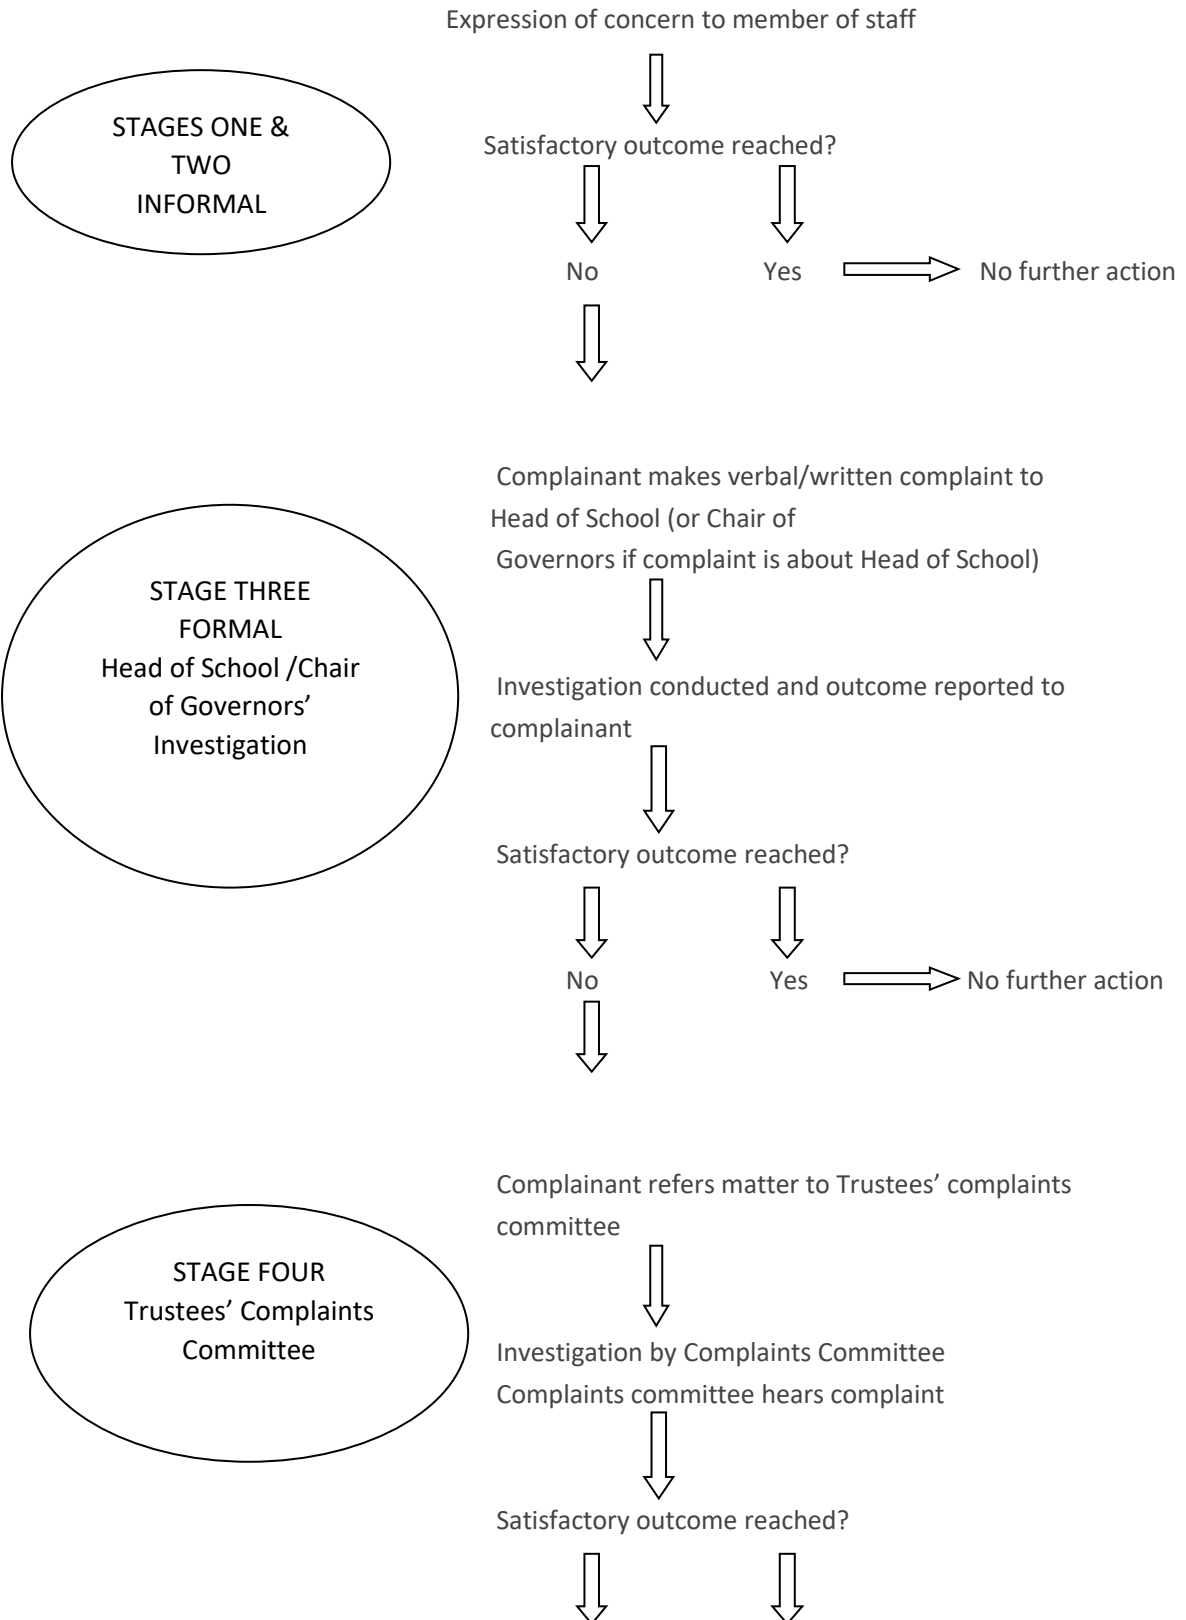 Expression of concern to member of staff
STAGES ONE &
TWO
INFORMAL
Satisfactory outcome reached?
No
Yes
No further action
Complainant makes verbal/written complaint to
Head of School (or Chair of
Governors if complaint is about Head of School)
STAGE THREE
FORMAL
Head of School /Chair
of Governors’
Investigation
Investigation conducted and outcome reported to
complainant
Satisfactory outcome reached?
No
Yes
No further action
Complainant refers matter to Trustees’ complaints
committee
STAGE FOUR
Trustees’ Complaints
Committee
Investigation by Complaints Committee
Complaints committee hears complaint
Satisfactory outcome reached?